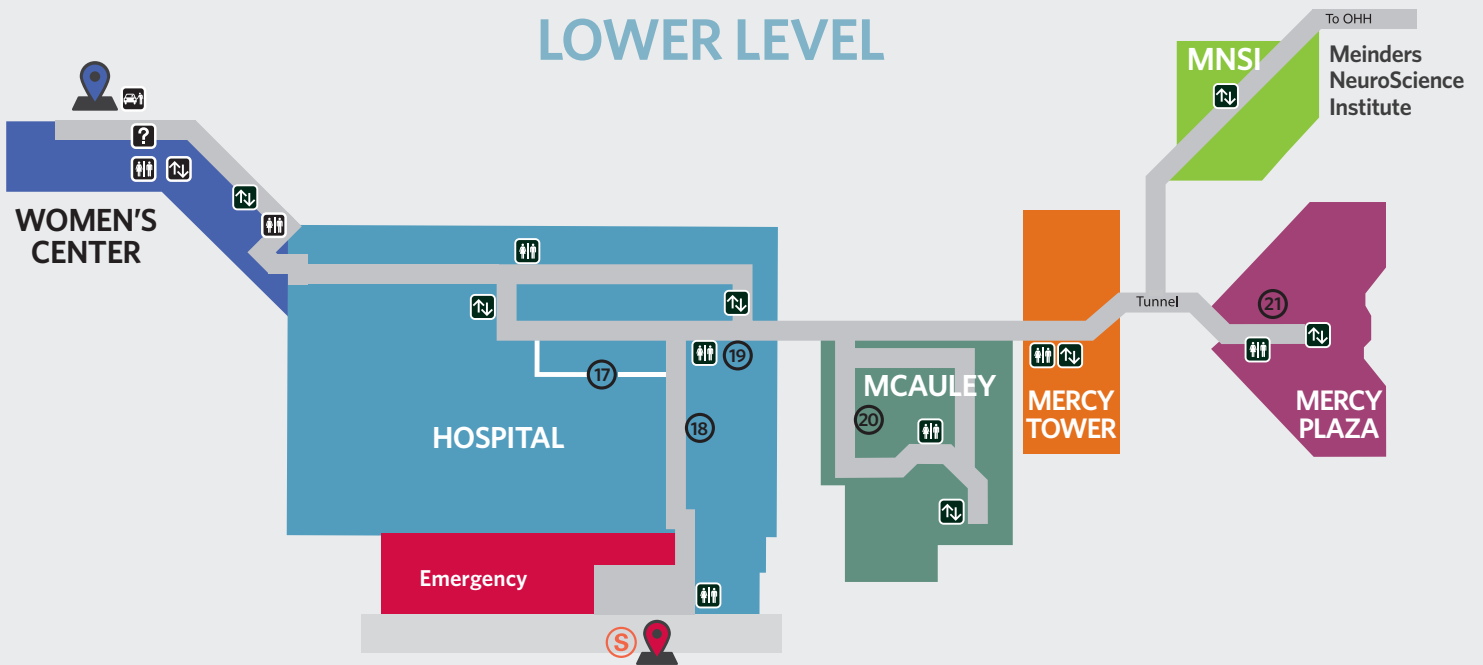 LOWER LEVEL
To OHH
MNSI
Meinders
NeuroScience
Institute
?
WOMEN'S
CENTER
Tunnel
21
19
17
MCAULEY
MERCY
TOWER
MERCY
PLAZA
20
18
HOSPITAL
Emergency
S